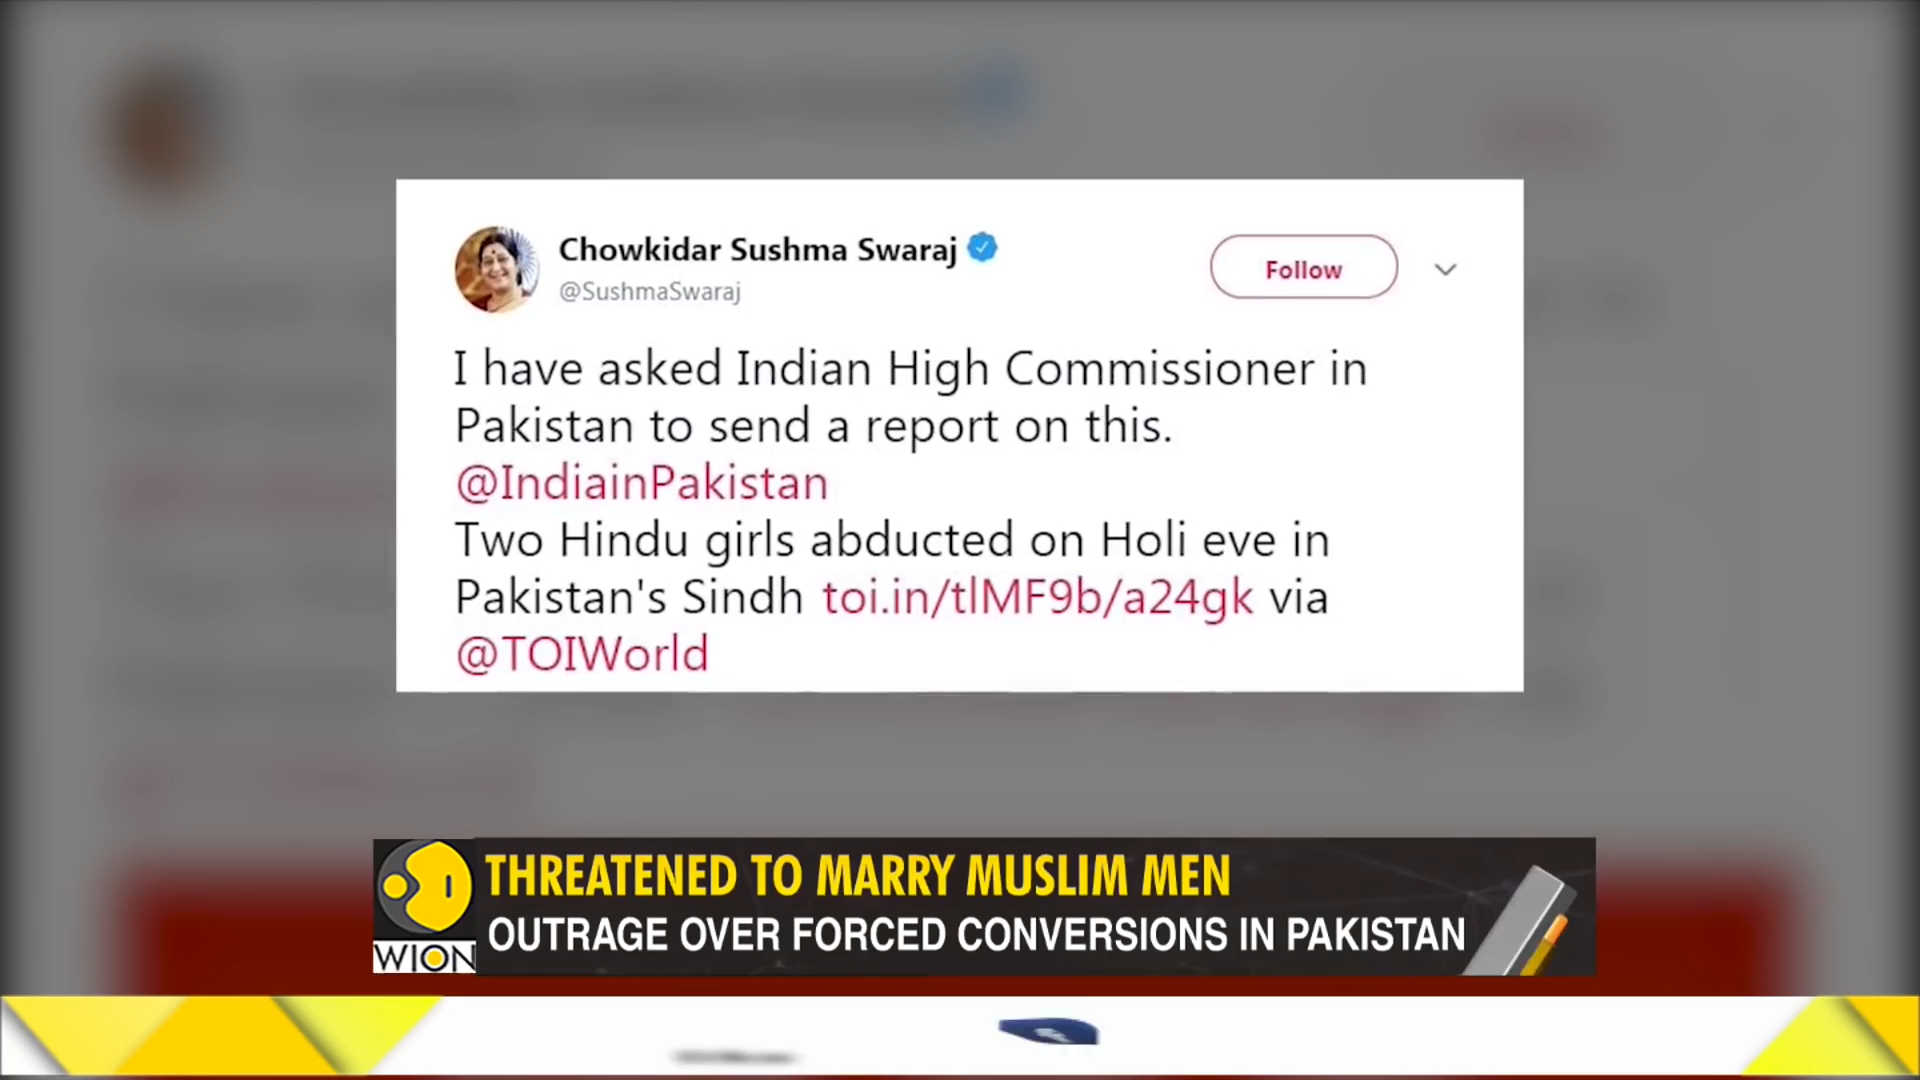 Chowkidar Sushma Swaraj
@SushmaSwaraj
Follow
I have asked Indian High Commissioner in
Pakistan to send a report on this.
@IndiainPakistan
Two Hindu girls abducted on Holi eve in
Pakistan's Sindh toi.in/tlMF9b/a24gk via
@TOIWorld
THREATENED TO MARRY MUSLIM MEN
OUTRAGE OVER FORCED CONVERSIONS IN PAKISTAN
WION